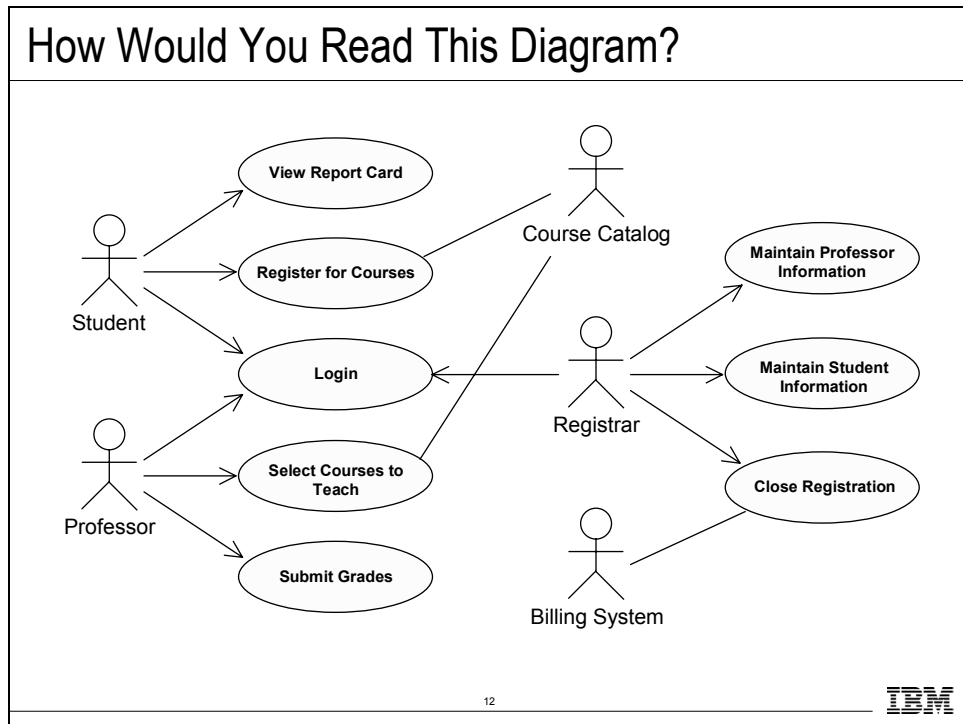 How Would You Read This Diagram?
View Report Card
Course Catalog
Maintain Professor
Information
Register for Courses
Student
Login
Maintain Student
Information
Registrar
Select Courses to
Teach
Close Registration
Professor
Submit Grades
Billing System
12
IBM